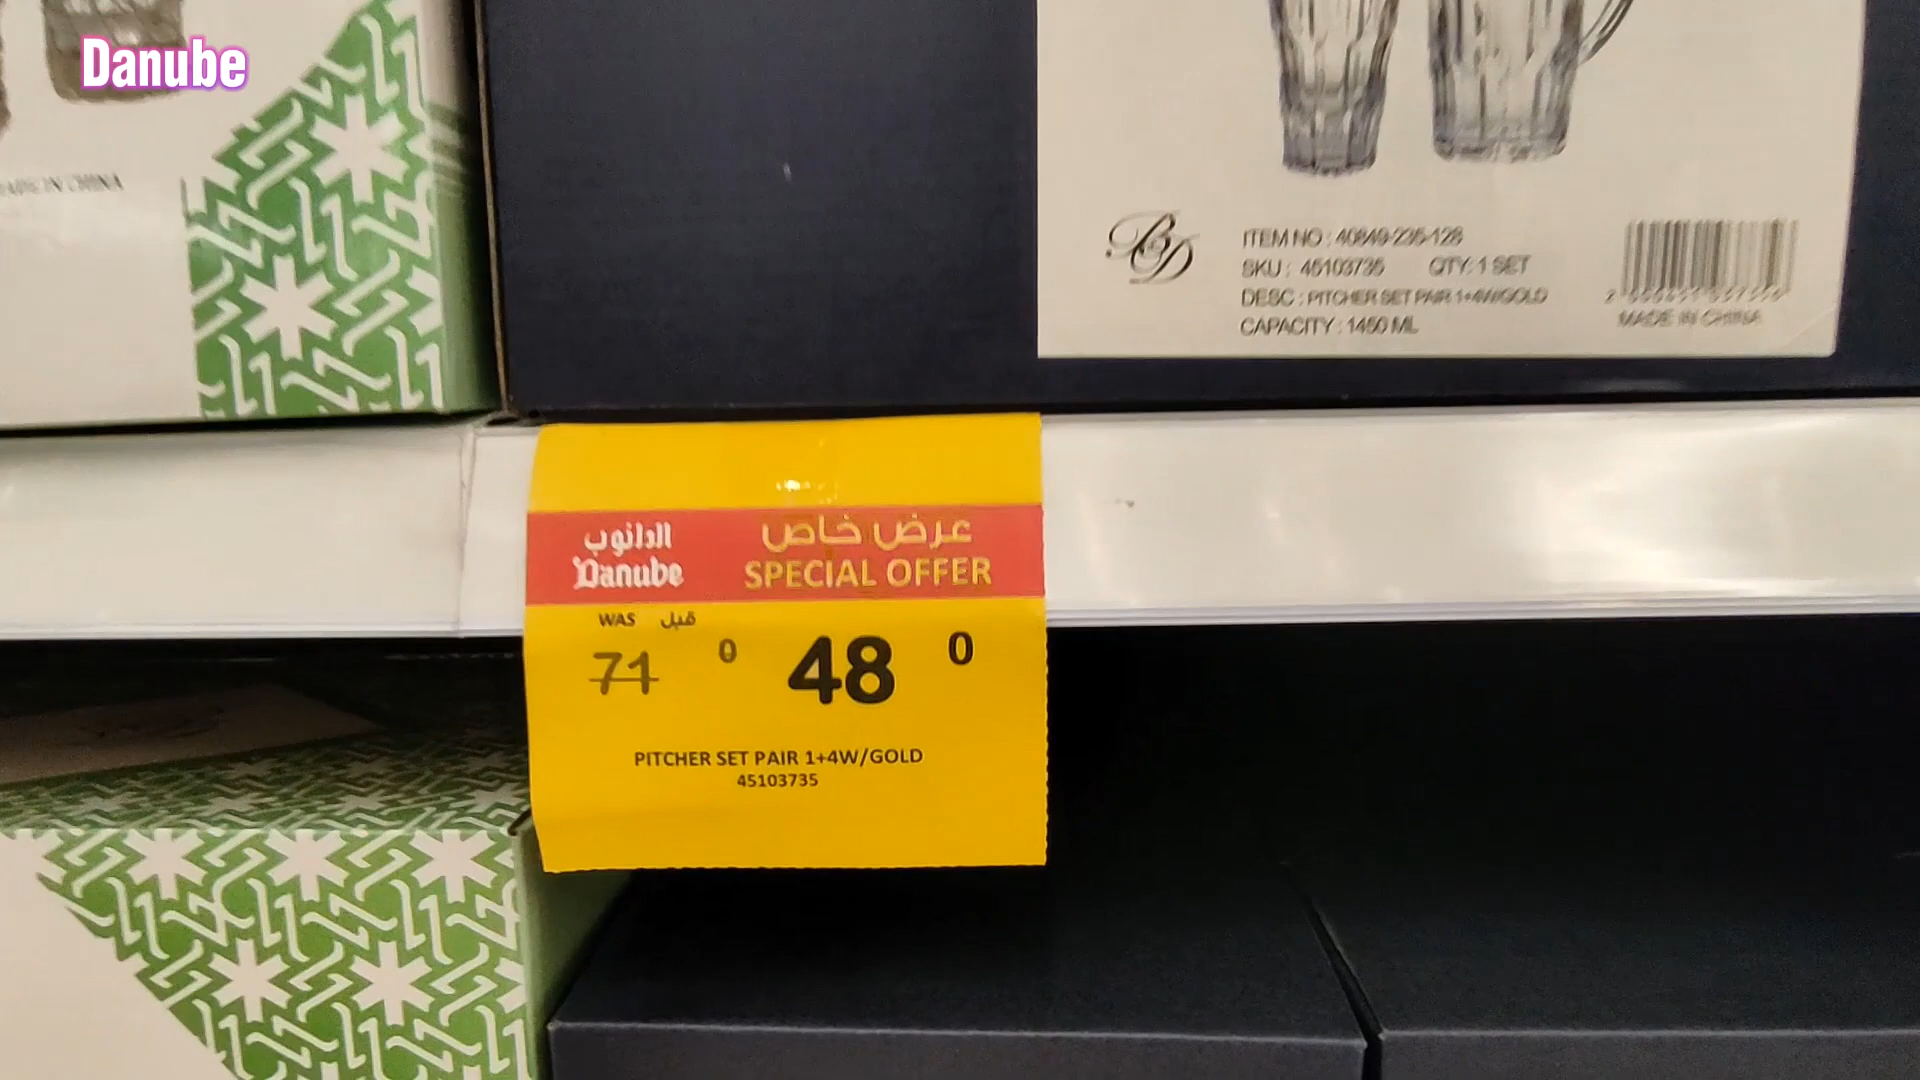 Danube
MADE IN CHINA
BD
ITEM NO : 40849-235-128
SKU : 45103735 QTY: 1 SET
DESC : PITCHER SET PAIR 1+4W/GOLD
CAPACITY : 1450 ML
MADE IN CHINA
الدانوب
Danube
عرض خاص
SPECIAL OFFER
WAS قبل
71 0 48 0
PITCHER SET PAIR 1+4W/GOLD
45103735